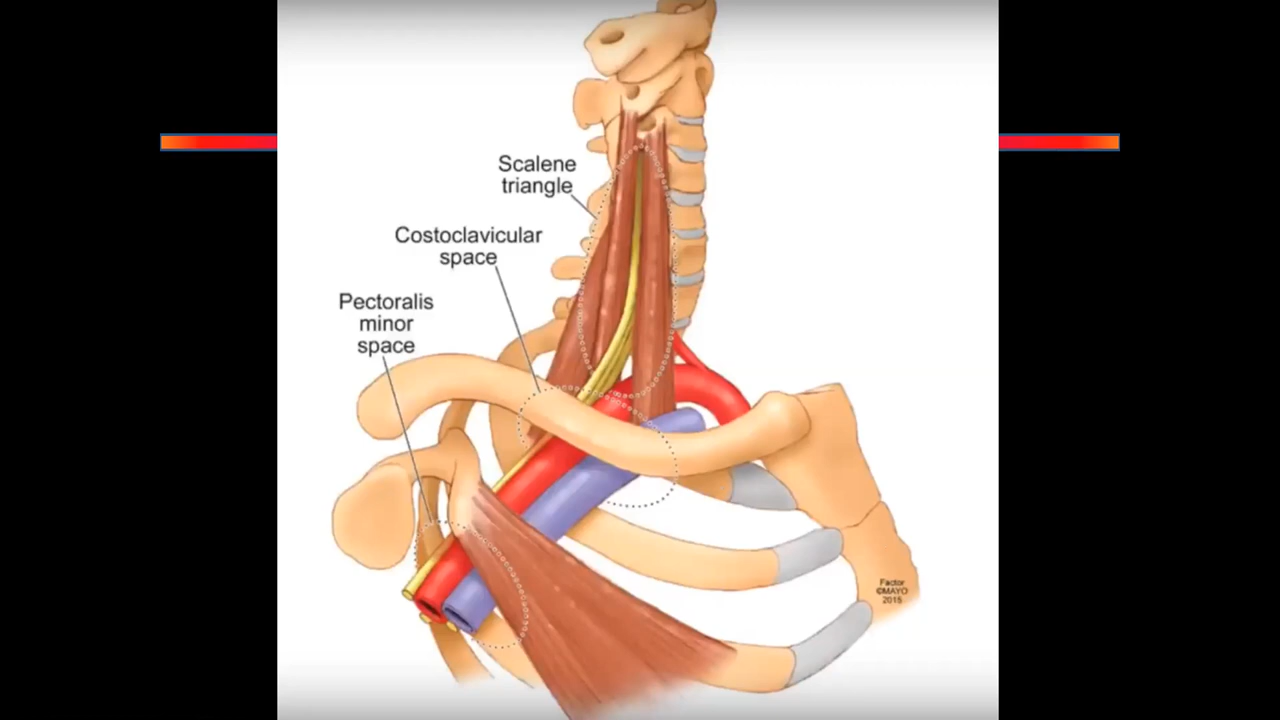 Scalene
triangle
Costoclavicular
space
Pectoralis
minor
space
Factor
©MAYO
2015